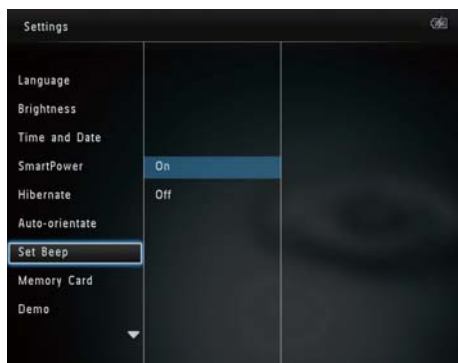 Settings
Language
Brightness
Time and Date
SmartPower
On
Hibernate
Off
Auto-orientate
Set Beep
Memory Card
Demo